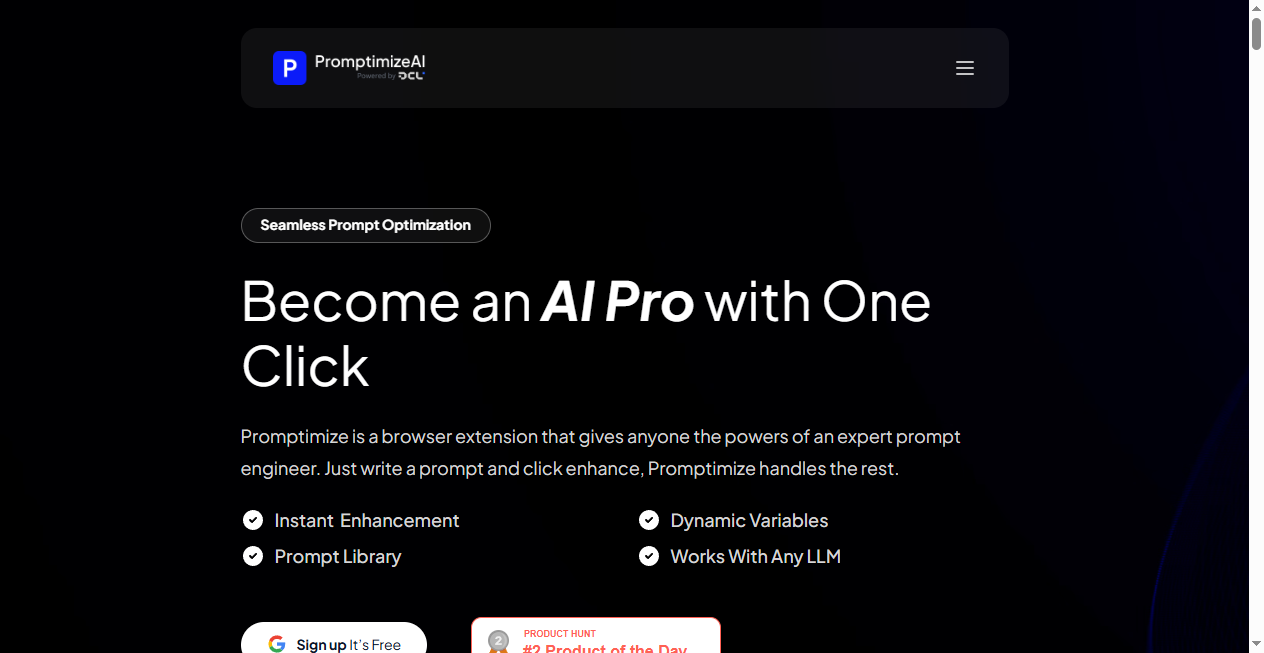 P PromptimizeAI
Powered by DCL
Seamless Prompt Optimization
Become an AI Pro with One
Click
Promptimize is a browser extension that gives anyone the powers of an expert prompt
engineer. Just write a prompt and click enhance, Promptimize handles the rest.
Instant Enhancement
Dynamic Variables
Prompt Library
Works With Any LLM
Sign up It's Free
2
PRODUCT HUNT
#2 Product of the Day